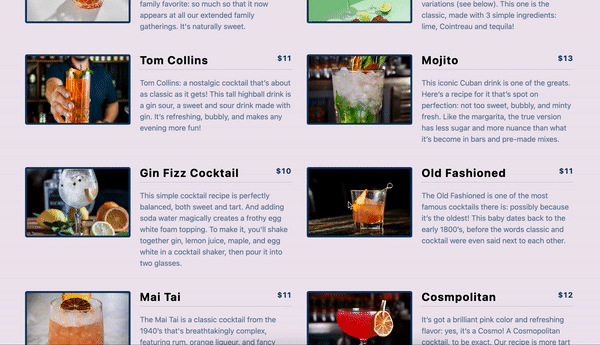 family favorite: so much so that it now
appears at all our extended family
gatherings. It's naturally sweet.
variations (see below). This one is the
classic, made with 3 simple ingredients:
lime, Cointreau and tequila!
Tom Collins $11
Tom Collins: a nostalgic cocktail that's about
as classic as it gets! This tall highball drink is
a gin sour, a sweet and sour drink made with
gin. It's refreshing, bubbly, and makes any
evening more fun!
Mojito $13
This iconic Cuban drink is one of the greats.
Here's a recipe for it that's spot on
perfection: not too sweet, bubbly, and minty
fresh. Like the margarita, the true version
has less sugar and more nuance than what
it's become in bars and pre-made mixes.
Gin Fizz Cocktail $10
This simple cocktail recipe is perfectly
balanced, both sweet and tart. And adding
soda water magically creates a frothy egg
white foam topping. To make it, you'll shake
together gin, lemon juice, maple, and egg
white in a cocktail shaker, then pour it into
two glasses.
Old Fashioned $11
The Old Fashioned is one of the most
famous cocktails there is: possibly because
it's the oldest! This baby dates back to the
early 1800's, before the words classic and
cocktail were even said next to each other.
Mai Tai $11
The Mai Tai is a classic cocktail from the
1940's that's breathtakingly complex,
featuring rum, orange liqueur, and fancy
Cosmpolitan $12
It's got a brilliant pink color and refreshing
flavor: yes, it's a Cosmo! A Cosmopolitan
cocktail, to be exact. Our recipe is more tart